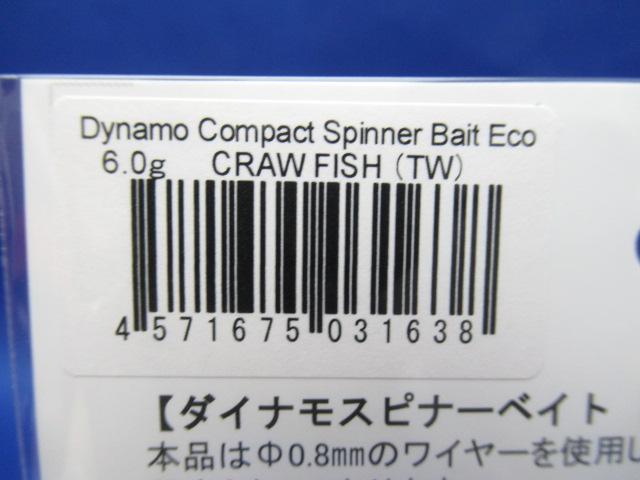 Dynamo Compact Spinner Bait Eco
6.0g CRAW FISH (TW)
4 571675 031638
【ダイナモスピナーベイト
本品はΦ0.8mmのワイヤーを使用し